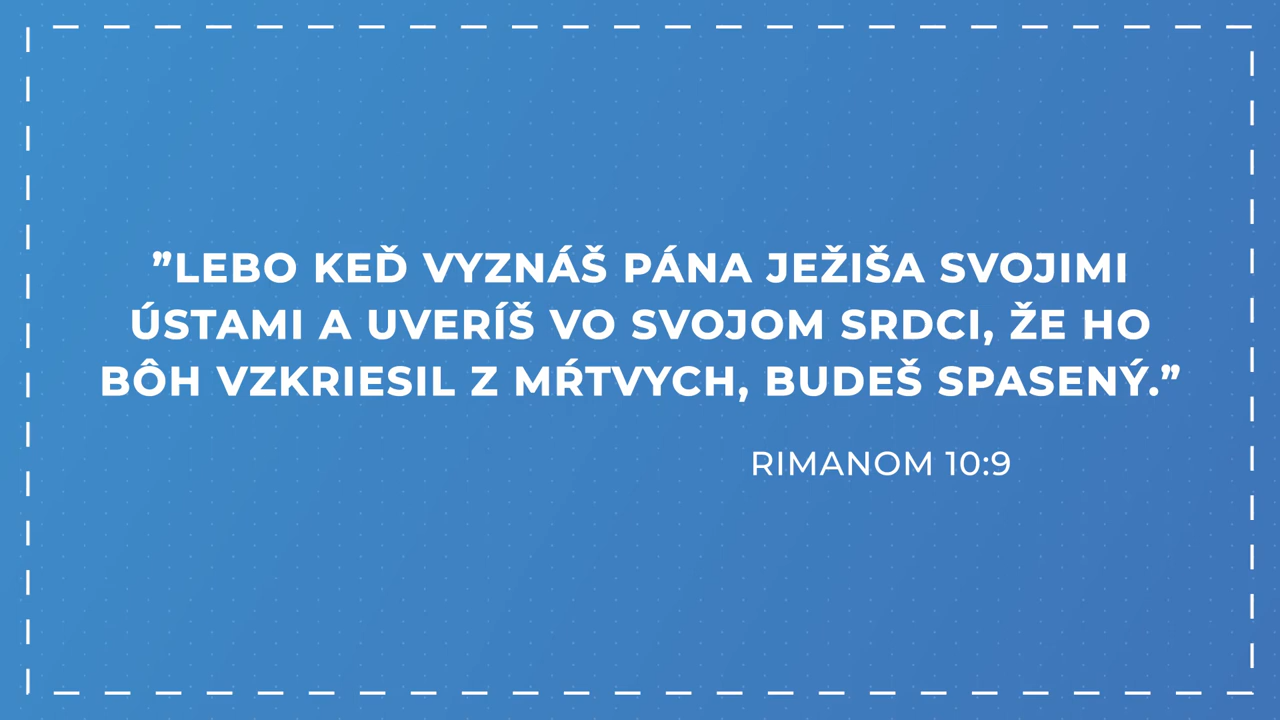 ”LEBO KEĎ VYZNÁŠ PÁNA JEŽIŠA SVOJIMI
ÚSTAMI A UVERÍŠ VO SVOJOM SRDCI, ŽE HO
BÔH VZKRIESIL Z MŔTVYCH, BUDEŠ SPASENÝ.”
RIMANOM 10:9